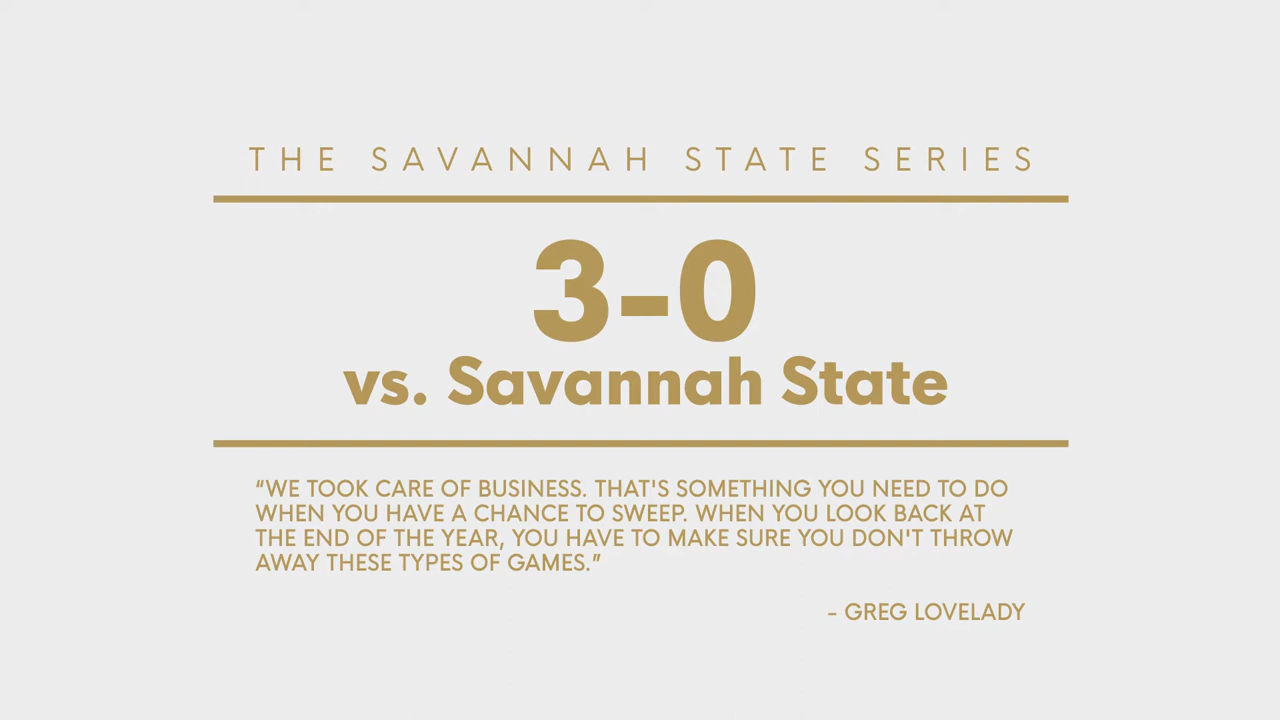 THE SAVANNAH STATE SERIES
3-0
vs. Savannah State
“WE TOOK CARE OF BUSINESS. THAT'S SOMETHING YOU NEED TO DO
WHEN YOU HAVE A CHANCE TO SWEEP. WHEN YOU LOOK BACK AT
THE END OF THE YEAR, YOU HAVE TO MAKE SURE YOU DON'T THROW
AWAY THESE TYPES OF GAMES.”
- GREG LOVELADY